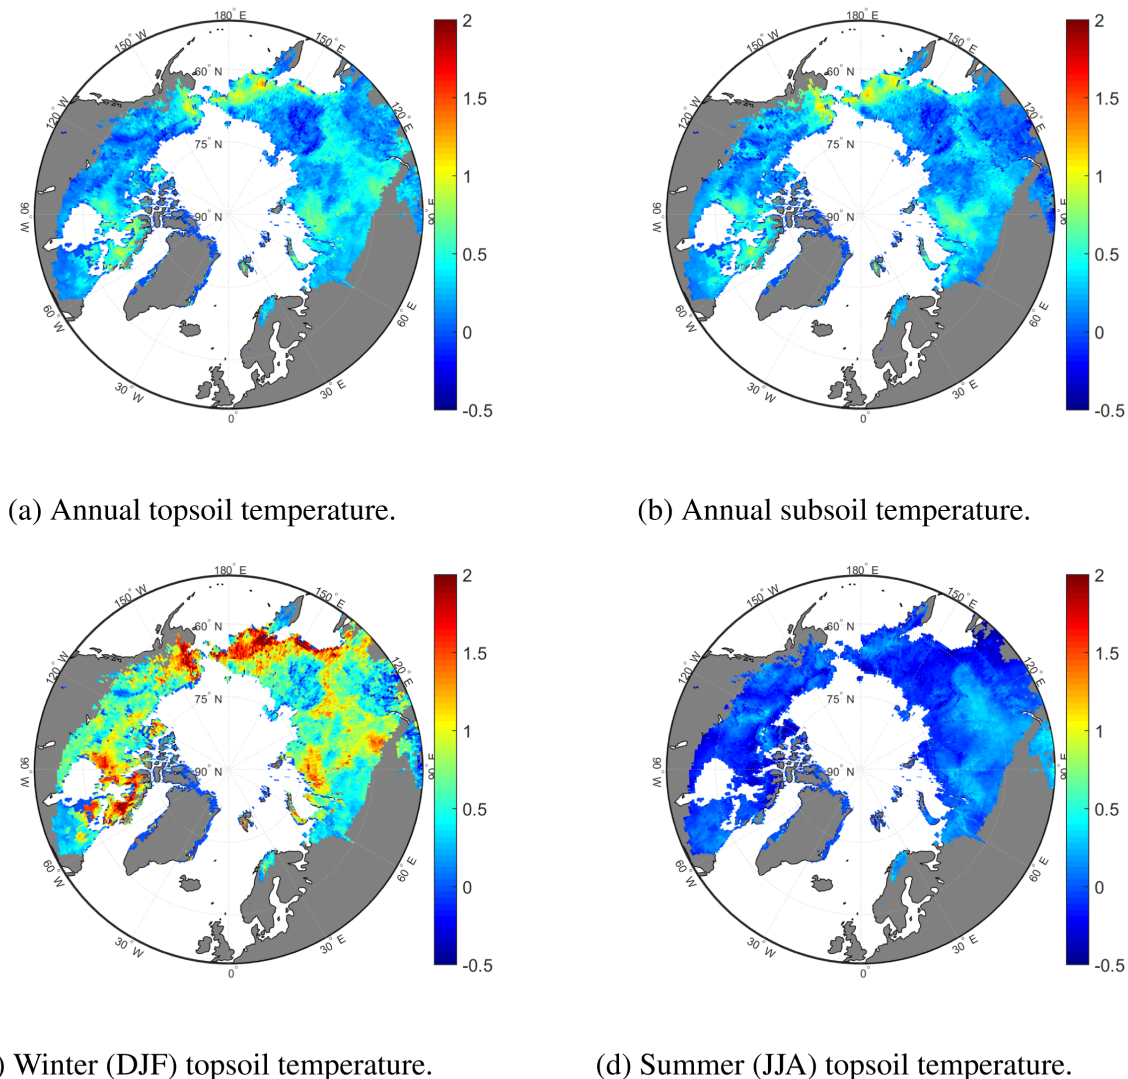 180° E
150° W
150° E
120° W
60° N
120° E
75° N
90° W
90° N
90° E
60° W
60° E
30° W
30° E
0°
2
1.5
1
0.5
0
-0.5
180° E
150° W
150° E
120° W
60° N
120° E
75° N
90° W
90° N
90° E
60° W
60° E
30° W
30° E
0°
2
1.5
1
0.5
0
-0.5
(a) Annual topsoil temperature.
(b) Annual subsoil temperature.
180° E
150° W
150° E
120° W
60° N
120° E
75° N
90° W
90° N
90° E
60° W
60° E
30° W
30° E
0°
2
1.5
1
0.5
0
-0.5
180° E
150° W
150° E
120° W
60° N
120° E
75° N
90° W
90° N
90° E
60° W
60° E
30° W
30° E
0°
2
1.5
1
0.5
0
-0.5
) Winter (DJF) topsoil temperature.
(d) Summer (JJA) topsoil temperature.